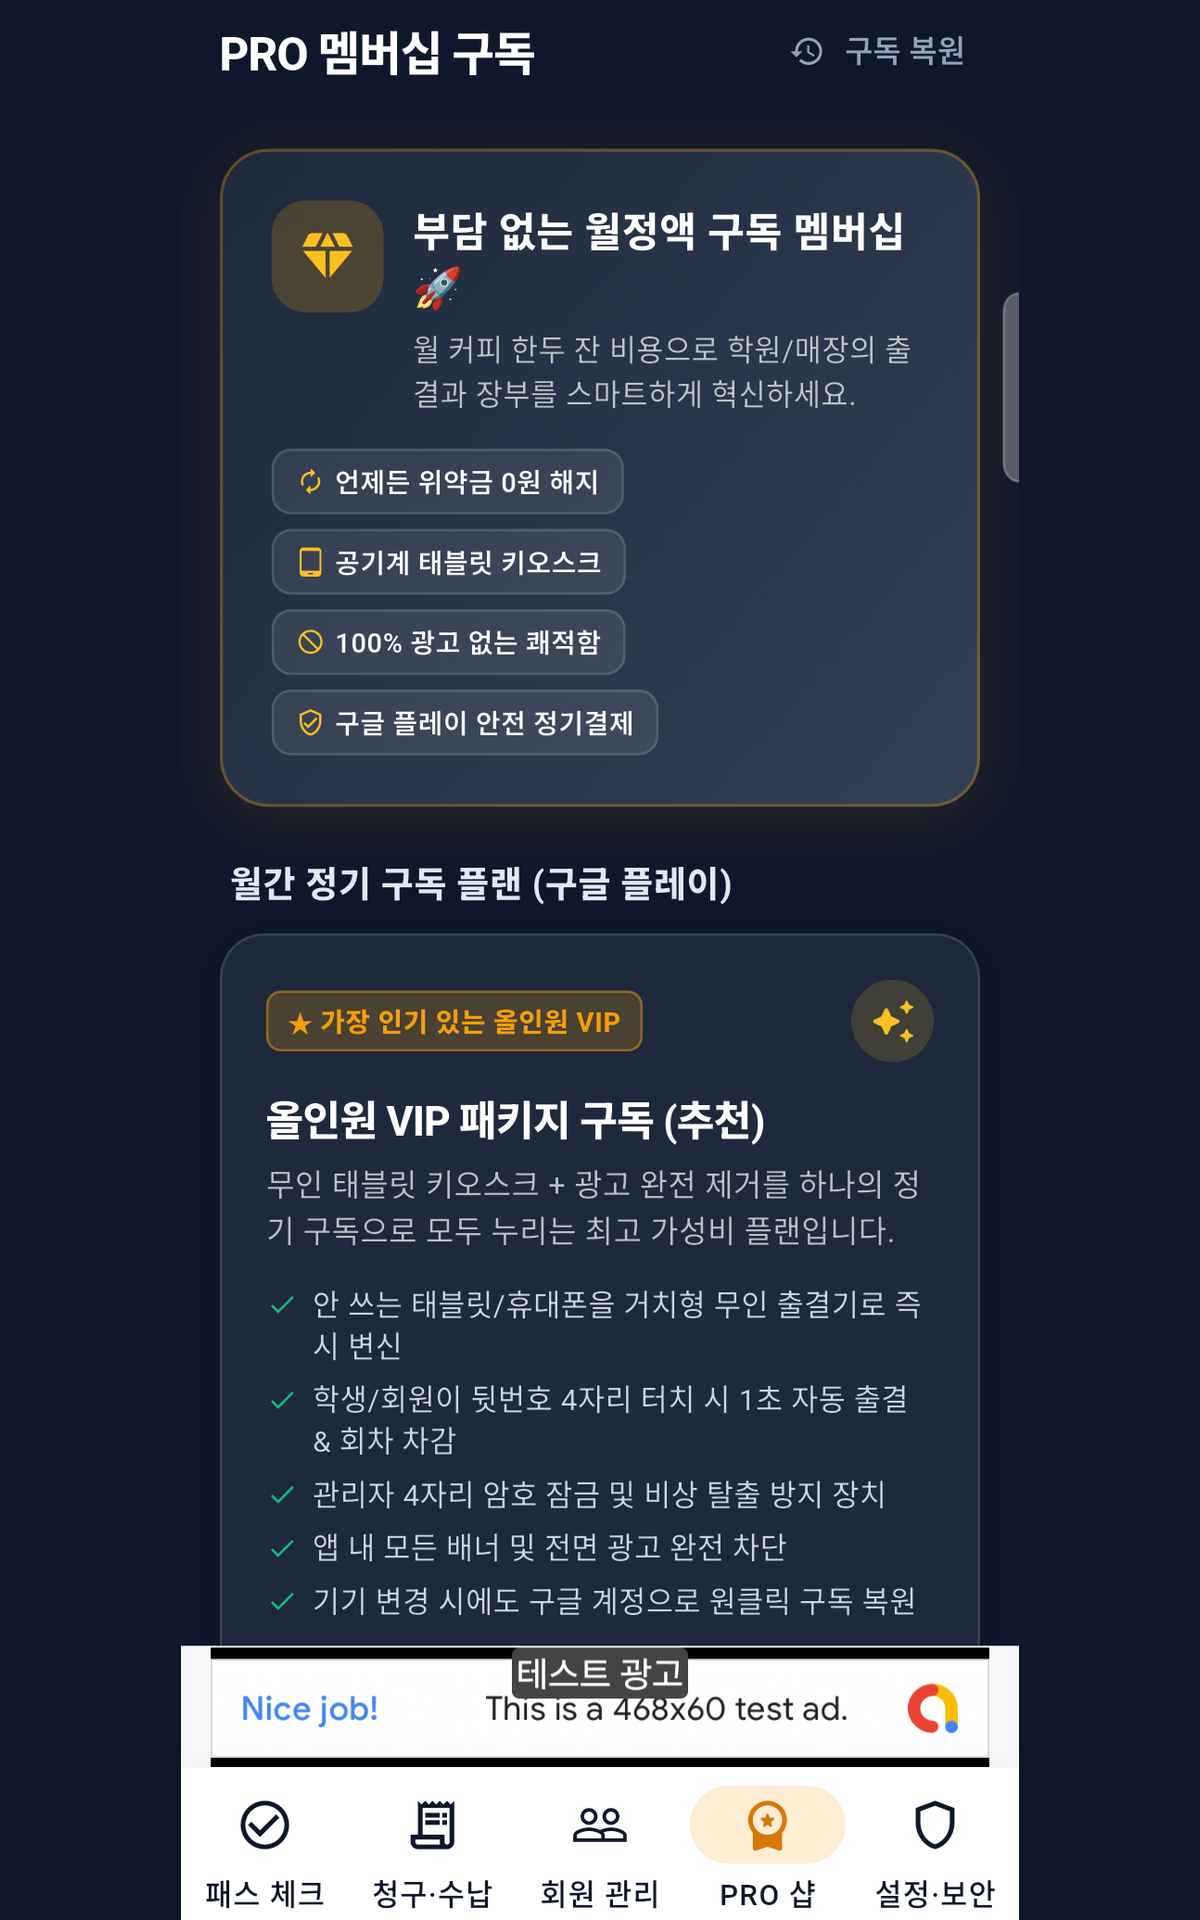 PRO 멤버십 구독
구독 복원
부담 없는 월정액 구독 멤버십
🚀
월 커피 한두 잔 비용으로 학원/매장의 출
결과 장부를 스마트하게 혁신하세요.
언제든 위약금 0원 해지
공기계 태블릿 키오스크
100% 광고 없는 쾌적함
구글 플레이 안전 정기결제
월간 정기 구독 플랜 (구글 플레이)
★ 가장 인기 있는 올인원 VIP
올인원 VIP 패키지 구독 (추천)
무인 태블릿 키오스크 + 광고 완전 제거를 하나의 정
기 구독으로 모두 누리는 최고 가성비 플랜입니다.
안 쓰는 태블릿/휴대폰을 거치형 무인 출결기로 즉
시 변신
학생/회원이 뒷번호 4자리 터치 시 1초 자동 출결
& 회차 차감
관리자 4자리 암호 잠금 및 비상 탈출 방지 장치
앱 내 모든 배너 및 전면 광고 완전 차단
기기 변경 시에도 구글 계정으로 원클릭 구독 복원
테스트 광고
Nice job!
This is a 468x60 test ad.
패스 체크
청구·수납
회원 관리
PRO 샵
설정·보안